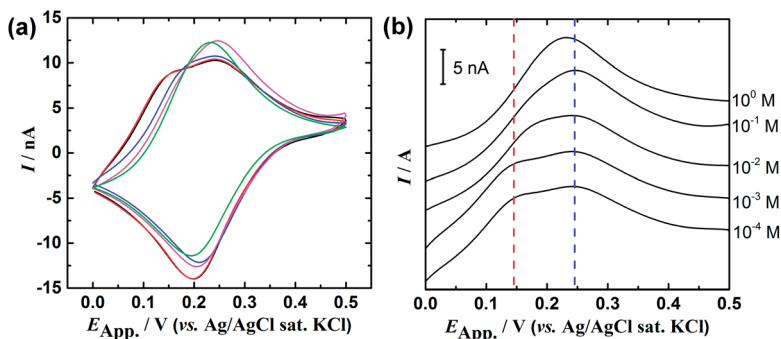 (a)
15
10
5
0
-5
-10
-15
I / nA
0.0 0.1 0.2 0.3 0.4 0.5
E_App. / V (vs. Ag/AgCl sat. KCl)
(b)
5 nA
10⁰ M
10⁻¹ M
10⁻² M
10⁻³ M
10⁻⁴ M
I / A
0.0 0.1 0.2 0.3 0.4 0.5
E_App. / V (vs. Ag/AgCl sat. KCl)